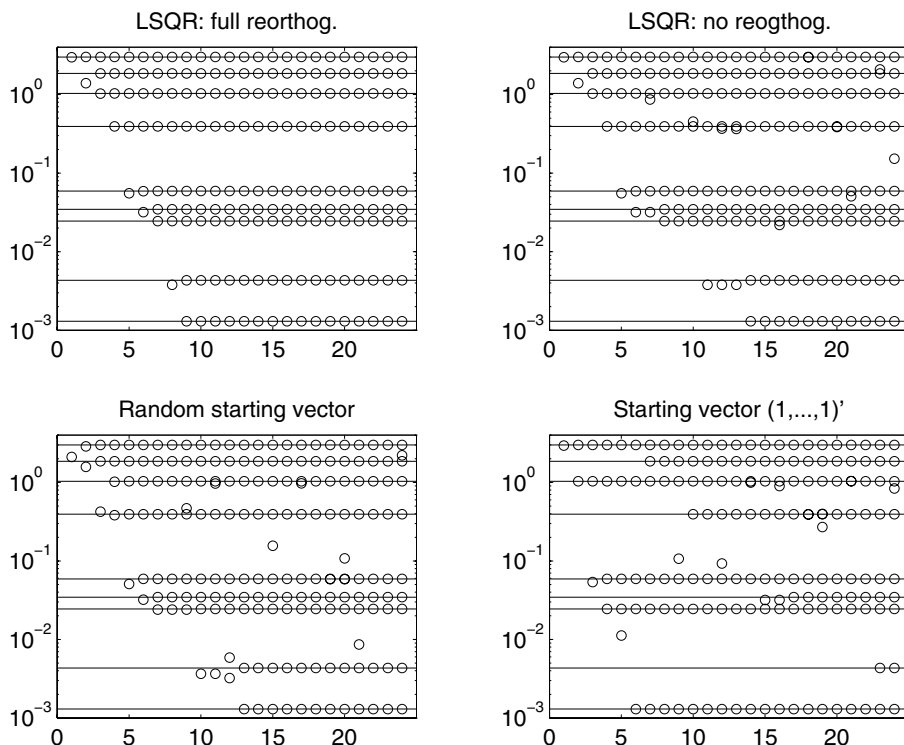 LSQR: full reorthog.
10^0
10^-1
10^-2
10^-3
0 5 10 15 20
LSQR: no reogthog.
10^0
10^-1
10^-2
10^-3
0 5 10 15 20
Random starting vector
10^0
10^-1
10^-2
10^-3
0 5 10 15 20
Starting vector (1,...,1)’
10^0
10^-1
10^-2
10^-3
0 5 10 15 20